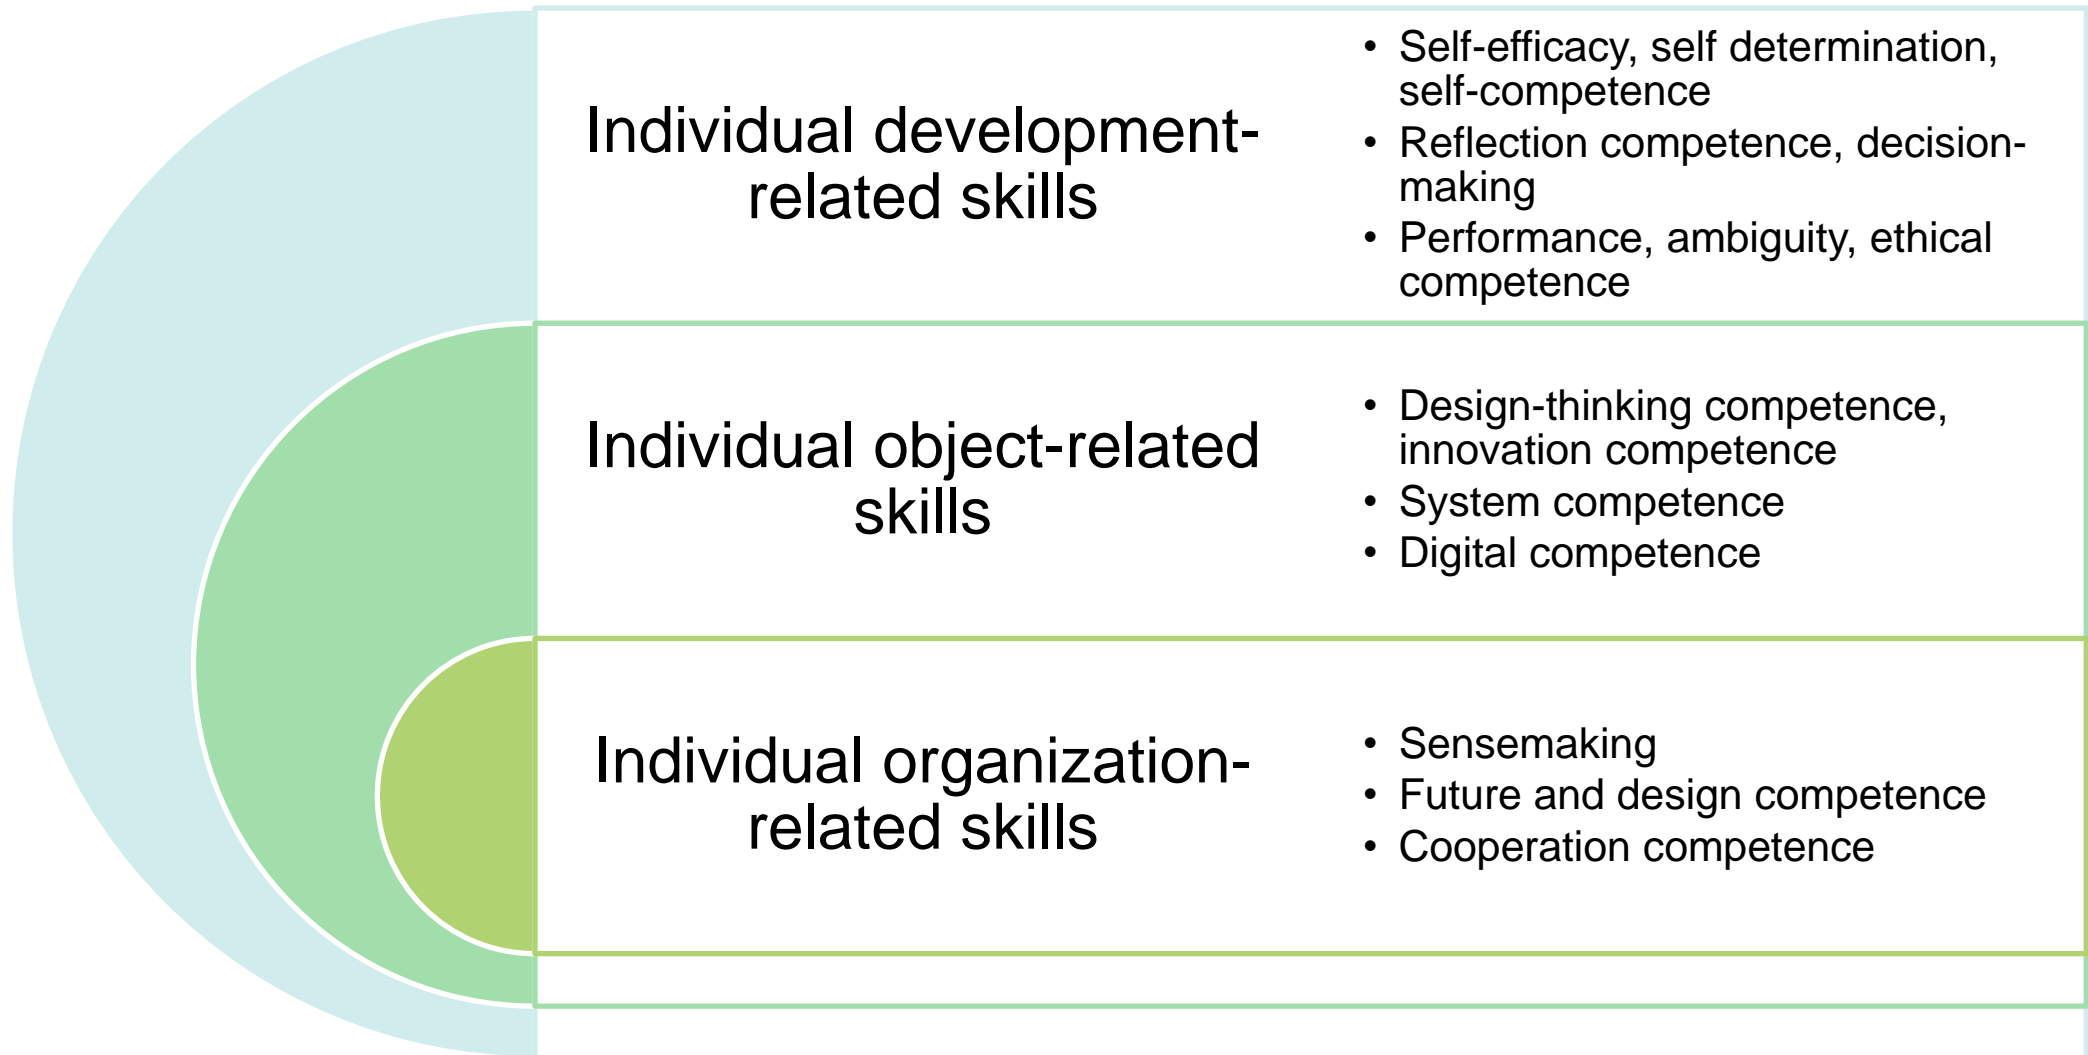 Individual development-
related skills
• Self-efficacy, self determination,
self-competence
• Reflection competence, decision-
making
• Performance, ambiguity, ethical
competence
Individual object-related
skills
• Design-thinking competence,
innovation competence
• System competence
• Digital competence
Individual organization-
related skills
• Sensemaking
• Future and design competence
• Cooperation competence